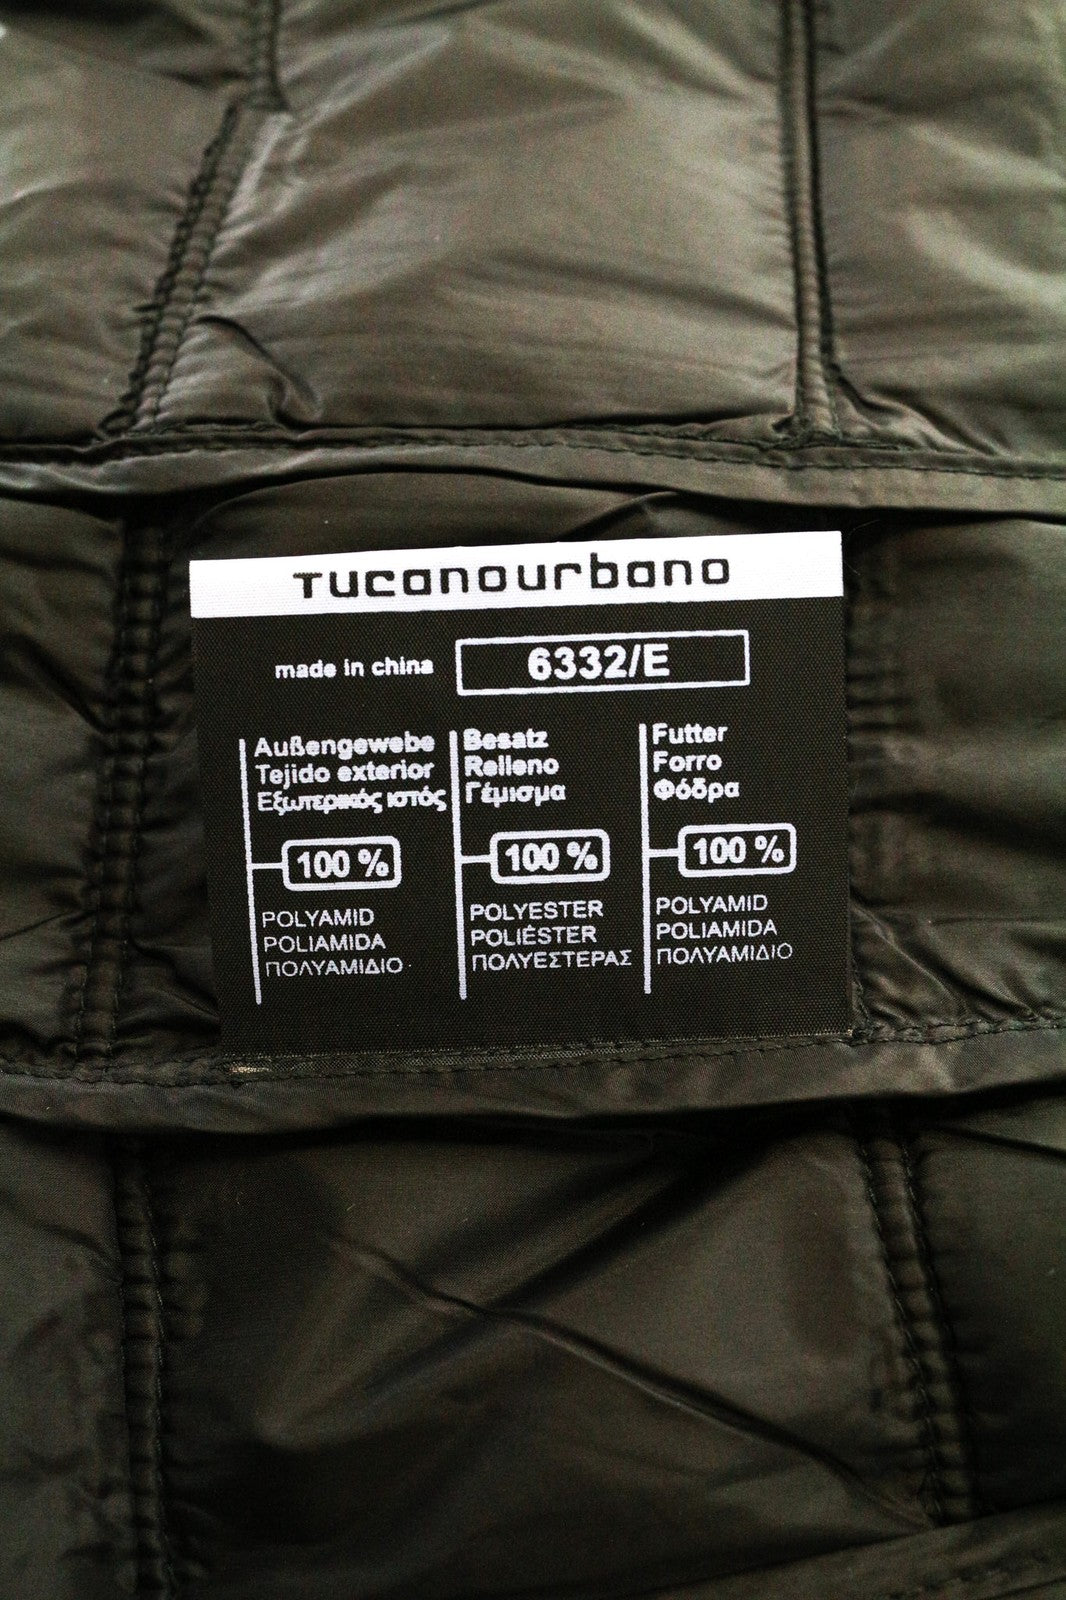 Tucanourbano
made in china
6332/E
Außengewebe
Tejido exterior
Εξωτερικός ιστός
100 %
POLYAMID
POLIAMIDA
ΠΟΛΥΑΜΙΔΙΟ
Besatz
Relleno
Γέμισμα
100 %
POLYESTER
POLIÉSTER
ΠΟΛΥΕΣΤΕΡΑΣ
Futter
Forro
Φόδρα
100 %
POLYAMID
POLIAMIDA
ΠΟΛΥΑΜΙΔΙΟ